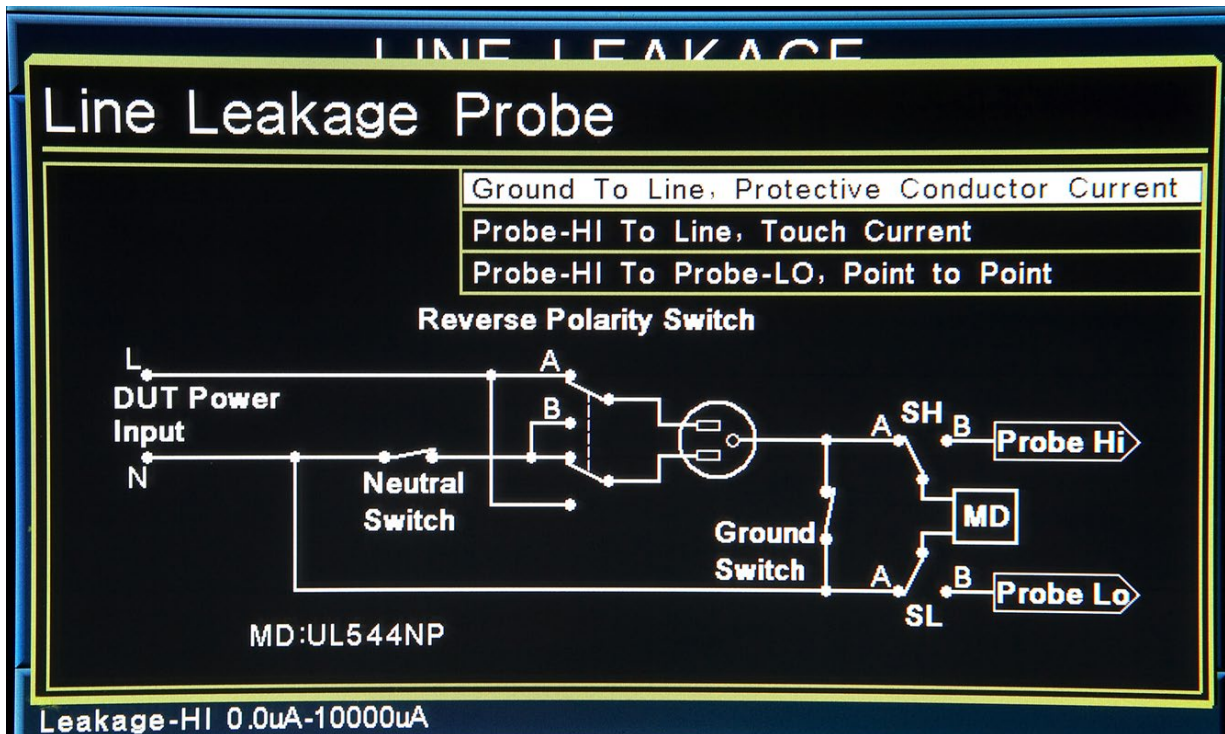 LINE LEAKAGE
Line Leakage Probe
Ground To Line, Protective Conductor Current
Probe-HI To Line, Touch Current
Probe-HI To Probe-LO, Point to Point
Reverse Polarity Switch
L
A
DUT Power
Input
B
N
Neutral
Switch
A
SH
B
Probe Hi
MD
Ground
Switch
A
B
Probe Lo
SL
MD:UL544NP
Leakage-HI 0.0uA-10000uA